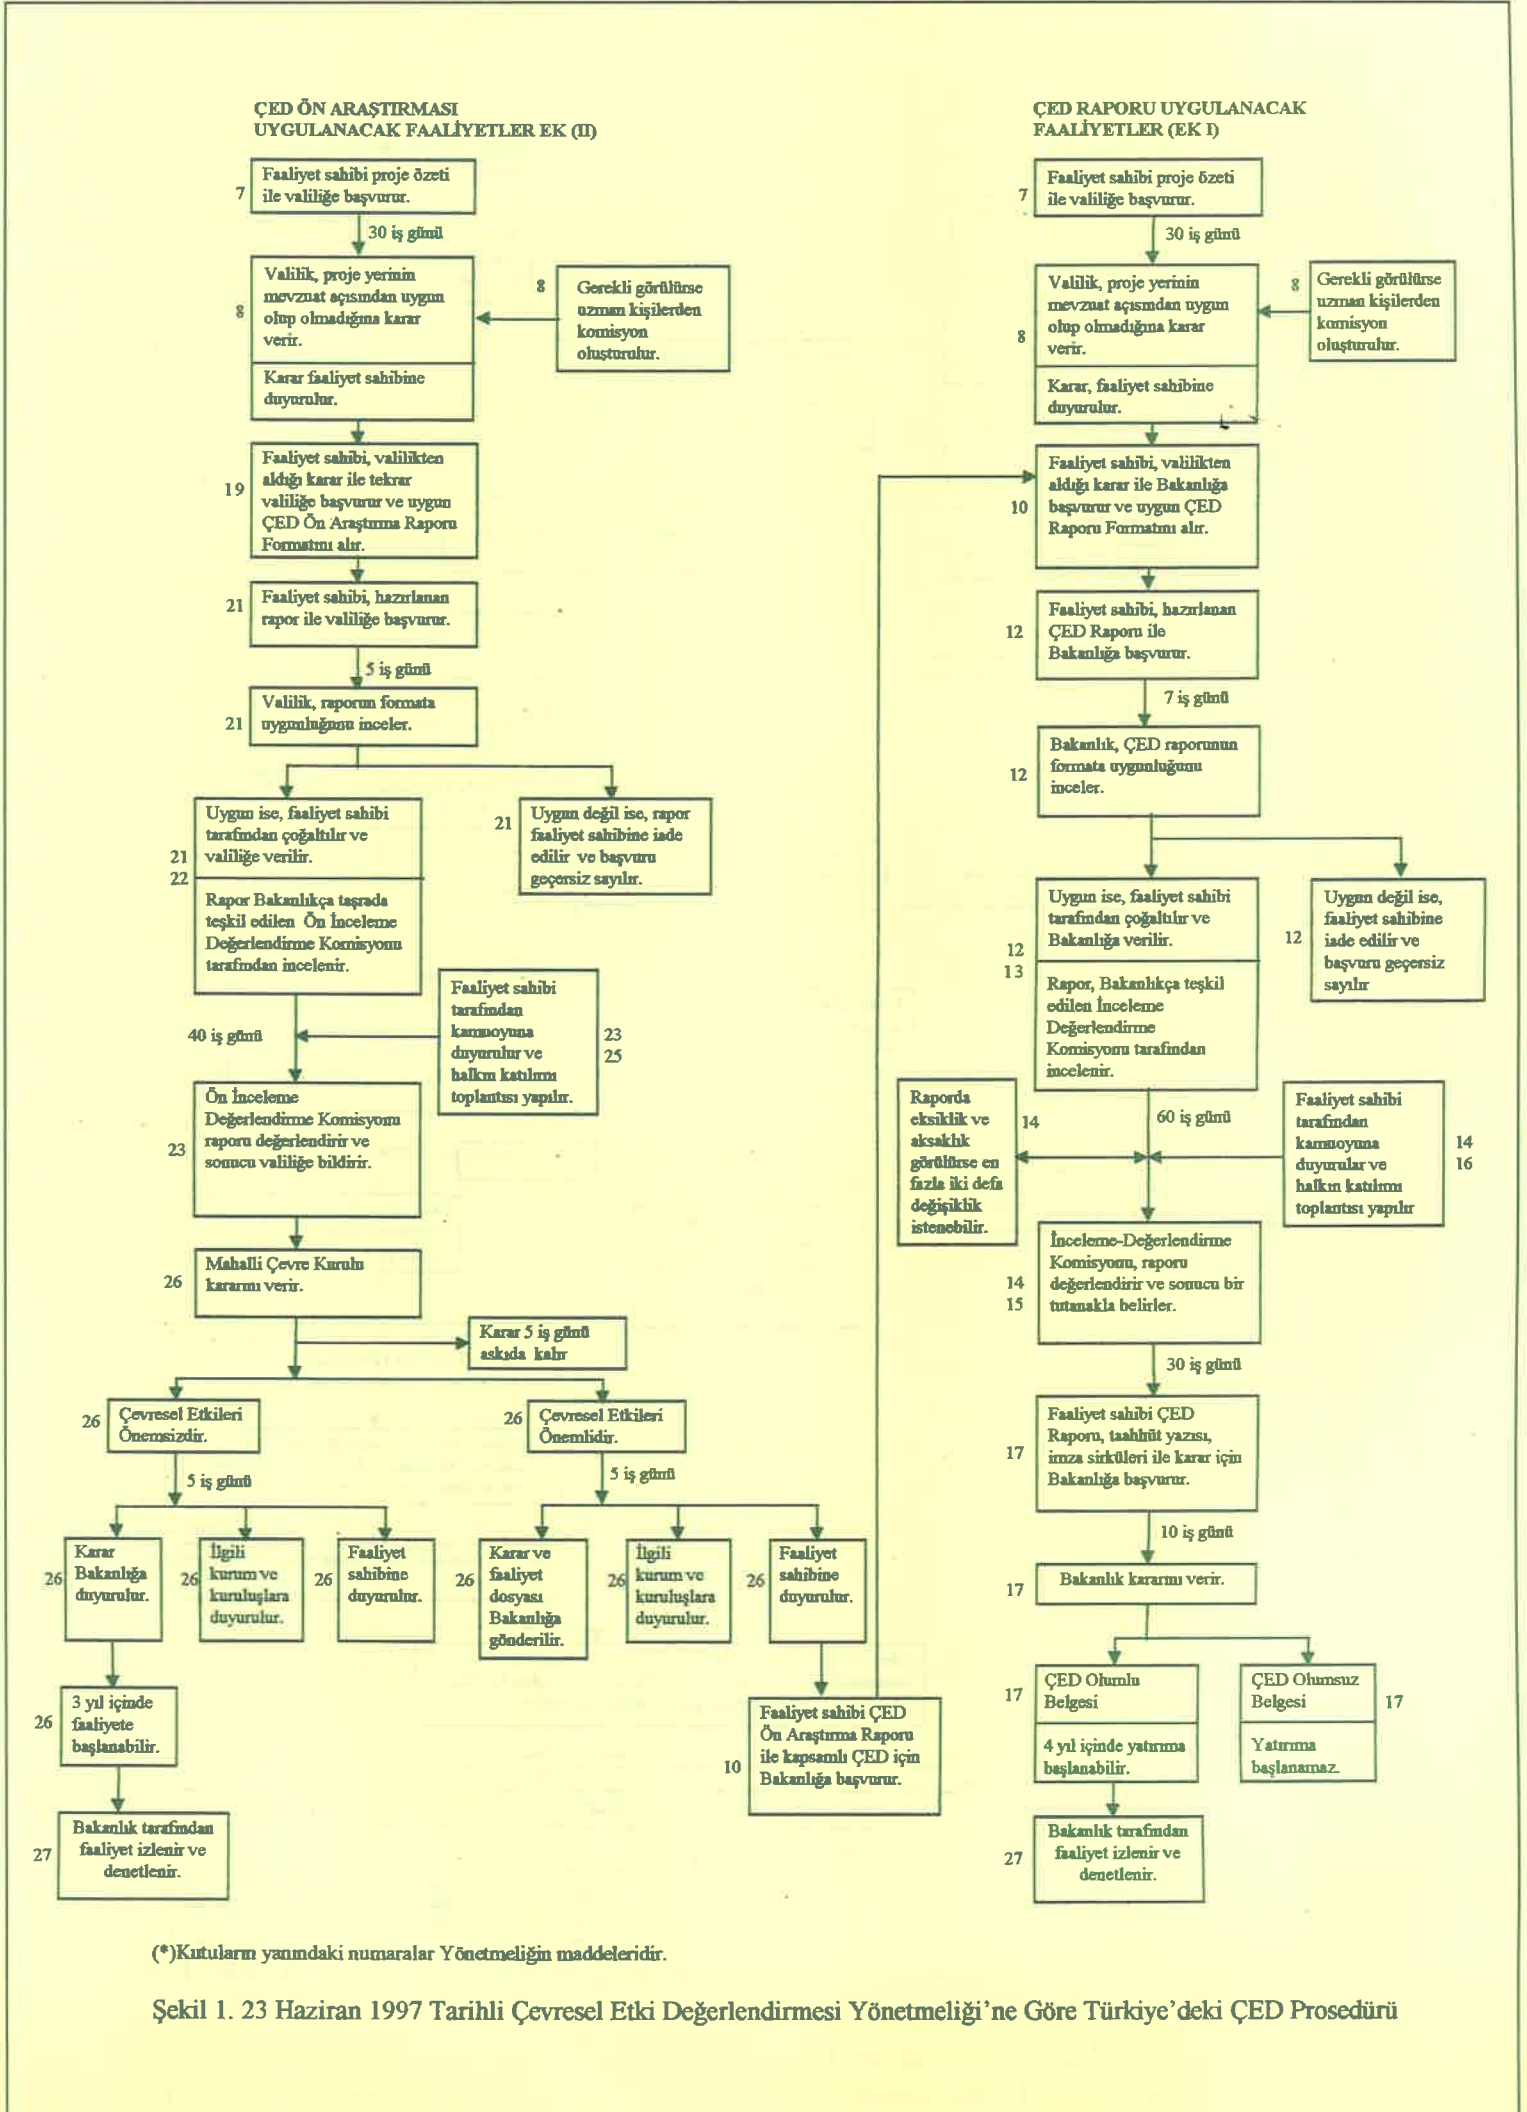 ÇED ÖN ARAŞTIRMASI
UYGULANACAK FAALİYETLER EK (II)
7
Faaliyet sahibi proje özeti
ile valiliğe başvurur.
30 iş günü
8
Valilik, proje yerinin
mevzuat açısından uygun
olup olmadığına karar
verir.
Karar faaliyet sahibine
duyurulur.
8
Gerekli görülürse
uzman kişilerden
komisyon
oluşturulur.
19
Faaliyet sahibi, valilikten
aldığı karar ile tekrar
valiliğe başvurur ve uygun
ÇED Ön Araştırma Raporu
Formatını alır.
21
Faaliyet sahibi, hazırlanan
rapor ile valiliğe başvurur.
5 iş günü
21
Valilik, raporun formata
uygunluğunu inceler.
21
22
Uygun ise, faaliyet sahibi
tarafından çoğaltılır ve
valiliğe verilir.
Rapor Bakanlıkça taşrada
teşkil edilen Ön İnceleme
Değerlendirme Komisyonu
tarafından incelenir.
21
Uygun değil ise, rapor
faaliyet sahibine iade
edilir ve başvuru
geçersiz sayılır.
40 iş günü
Faaliyet sahibi
tarafından
kamuoyuna
duyurulur ve
halkın katılımı
toplantısı yapılır.
23
25
23
Ön İnceleme
Değerlendirme Komisyonu
raporu değerlendirir ve
sonucu valiliğe bildirir.
26
Mahalli Çevre Kurulu
kararını verir.
Karar 5 iş günü
askıda kalır
26
Çevresel Etkileri
Önemsizdir.
26
Çevresel Etkileri
Önemlidir.
5 iş günü
5 iş günü
26
Karar
Bakanlığa
duyurulur.
26
İlgili
kurum ve
kuruluşlara
duyurulur.
26
Faaliyet
sahibine
duyurulur.
26
Karar ve
faaliyet
dosyası
Bakanlığa
gönderilir.
26
İlgili
kurum ve
kuruluşlara
duyurulur.
26
Faaliyet
sahibine
duyurulur.
26
3 yıl içinde
faaliyete
başlanabilir.
27
Bakanlık tarafından
faaliyet izlenir ve
denetlenir.
10
Faaliyet sahibi ÇED
Ön Araştırma Raporu
ile kapsamlı ÇED için
Bakanlığa başvurur.
ÇED RAPORU UYGULANACAK
FAALİYETLER (EK I)
7
Faaliyet sahibi proje özeti
ile valiliğe başvurur.
30 iş günü
8
Valilik, proje yerinin
mevzuat açısından uygun
olup olmadığına karar
verir.
Karar, faaliyet sahibine
duyurulur.
8
Gerekli görülürse
uzman kişilerden
komisyon
oluşturulur.
10
Faaliyet sahibi, valilikten
aldığı karar ile Bakanlığa
başvurur ve uygun ÇED
Raporu Formatını alır.
12
Faaliyet sahibi, hazırlanan
ÇED Raporu ile
Bakanlığa başvurur.
7 iş günü
12
Bakanlık, ÇED raporunun
formata uygunluğunu
inceler.
12
13
Uygun ise, faaliyet sahibi
tarafından çoğaltılır ve
Bakanlığa verilir.
Rapor, Bakanlıkça teşkil
edilen İnceleme
Değerlendirme
Komisyonu tarafından
incelenir.
12
Uygun değil ise,
faaliyet sahibine
iade edilir ve
başvuru geçersiz
sayılır
Raporda
eksiklik ve
aksaklık
görülürse en
fazla iki defa
değişiklik
istenebilir.
14
60 iş günü
Faaliyet sahibi
tarafından
kamuoyuna
duyurular ve
halkın katılımı
toplantısı yapılır
14
16
14
15
İnceleme-Değerlendirme
Komisyonu, raporu
değerlendirir ve sonucu bir
tutanakla belirler.
30 iş günü
17
Faaliyet sahibi ÇED
Raporu, taahhüt yazısı,
imza sirküleri ile karar için
Bakanlığa başvurur.
10 iş günü
17
Bakanlık kararını verir.
17
ÇED Olumlu
Belgesi
4 yıl içinde yatırıma
başlanabilir.
ÇED Olumsuz
Belgesi
17
Yatırıma
başlanamaz.
27
Bakanlık tarafından
faaliyet izlenir ve
denetlenir.
(*)Kutuların yanındaki numaralar Yönetmeliğin maddeleridir.
Şekil 1. 23 Haziran 1997 Tarihli Çevresel Etki Değerlendirmesi Yönetmeliği'ne Göre Türkiye'deki ÇED Prosedürü